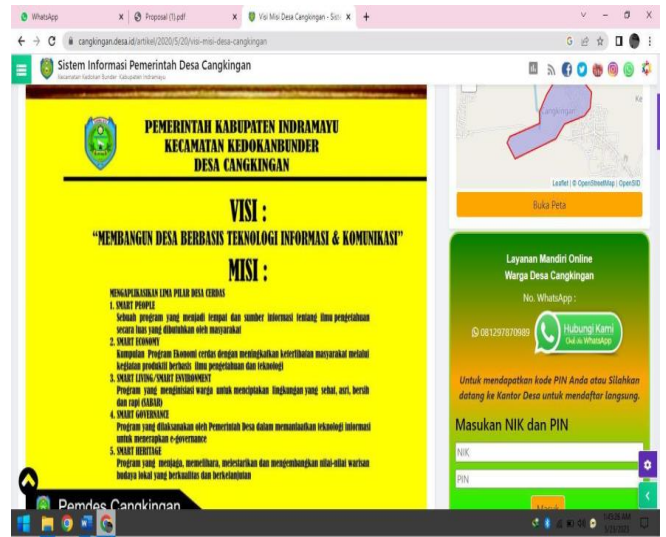 WhatsApp
Proposal (1).pdf
Visi Misi Desa Cangkingan - Sist
cangkingan.desa.id/artikel/2020/5/20/visi-misi-desa-cangkingan
Sistem Informasi Pemerintah Desa Cangkingan
Kecamatan Kedokan Bunder Kabupaten Indramayu
PEMERINTAH KABUPATEN INDRAMAYU
KECAMATAN KEDOKANBUNDER
DESA CANGKINGAN
VISI :
“MEMBANGUN DESA BERBASIS TEKNOLOGI INFORMASI & KOMUNIKASI”
MISI :
MENGAPLIKASIKAN LIMA PILAR DESA CERDAS
1. SMART PEOPLE
Sebuah program yang menjadi tempat dan sumber informasi tentang ilmu pengetahuan
secara luas yang dibutuhkan oleh masyarakat
2. SMART ECONOMY
Kumpulan Program Ekonomi cerdas dengan meningkatkan keterlibatan masyarakat melalui
kegiatan produktif berbasis ilmu pengetahuan dan teknologi
3. SMART LIVING/SMART ENVIRONMENT
Program yang menginisiasi warga untuk menciptakan lingkungan yang sehat, asri, bersih
dan rapi (SABAR)
4. SMART GOVERNANCE
Program yang dilaksanakan oleh Pemerintah Desa dalam memanfaatkan teknologi informasi
untuk menerapkan e-governance
5. SMART HERITAGE
Program yang menjaga, memelihara, melestarikan dan mengembangkan nilai-nilai warisan
budaya lokal yang berkualitas dan berkelanjutan
Pemdes Cangkingan
Cangkingan
Ke
Leaflet | © OpenStreetMap | OpenSID
Buka Peta
Layanan Mandiri Online
Warga Desa Cangkingan
No. WhatsApp :
081297870989
Hubungi Kami
WhatsApp
Untuk mendapatkan kode PIN Anda atau Silahkan
datang ke Kantor Desa untuk mendaftar langsung.
Masukan NIK dan PIN
NIK
PIN
Masuk